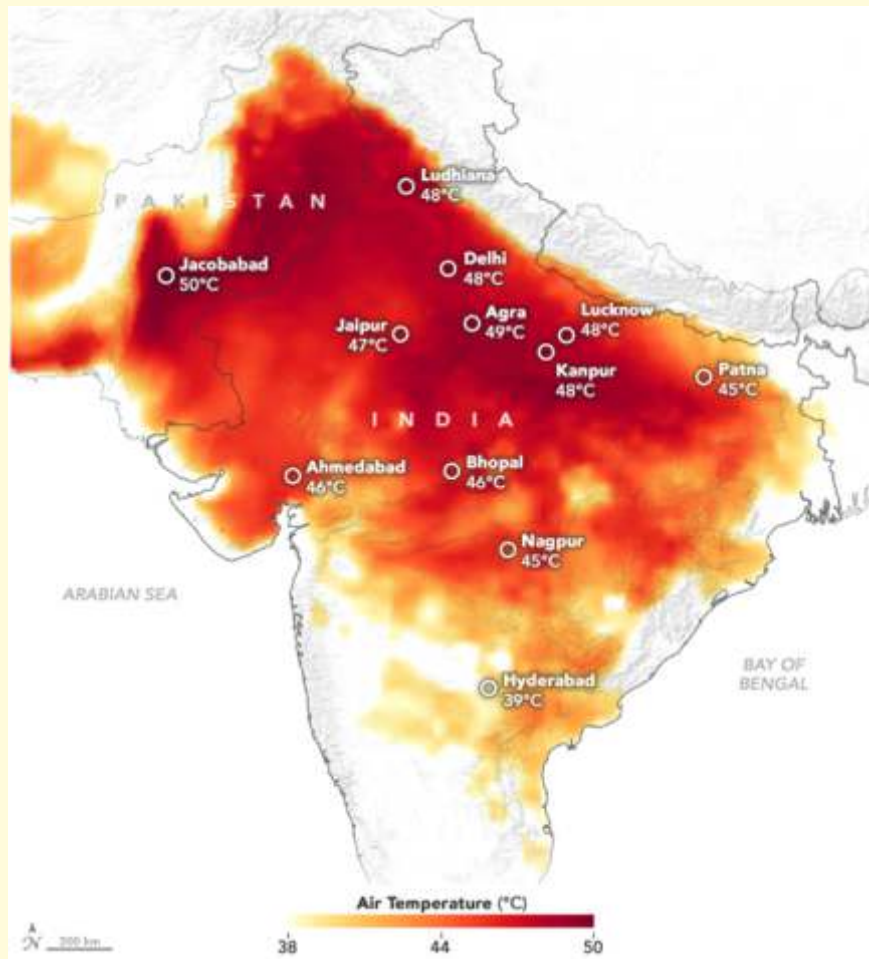 Ludhiana
48°C
PAKISTAN
Jacobabad
50°C
Delhi
48°C
Agra
49°C
Lucknow
48°C
Jaipur
47°C
Kanpur
48°C
Patna
45°C
INDIA
Ahmedabad
46°C
Bhopal
46°C
Nagpur
45°C
ARABIAN SEA
BAY OF
BENGAL
Hyderabad
39°C
Air Temperature (°C)
N
200 km
38 44 50